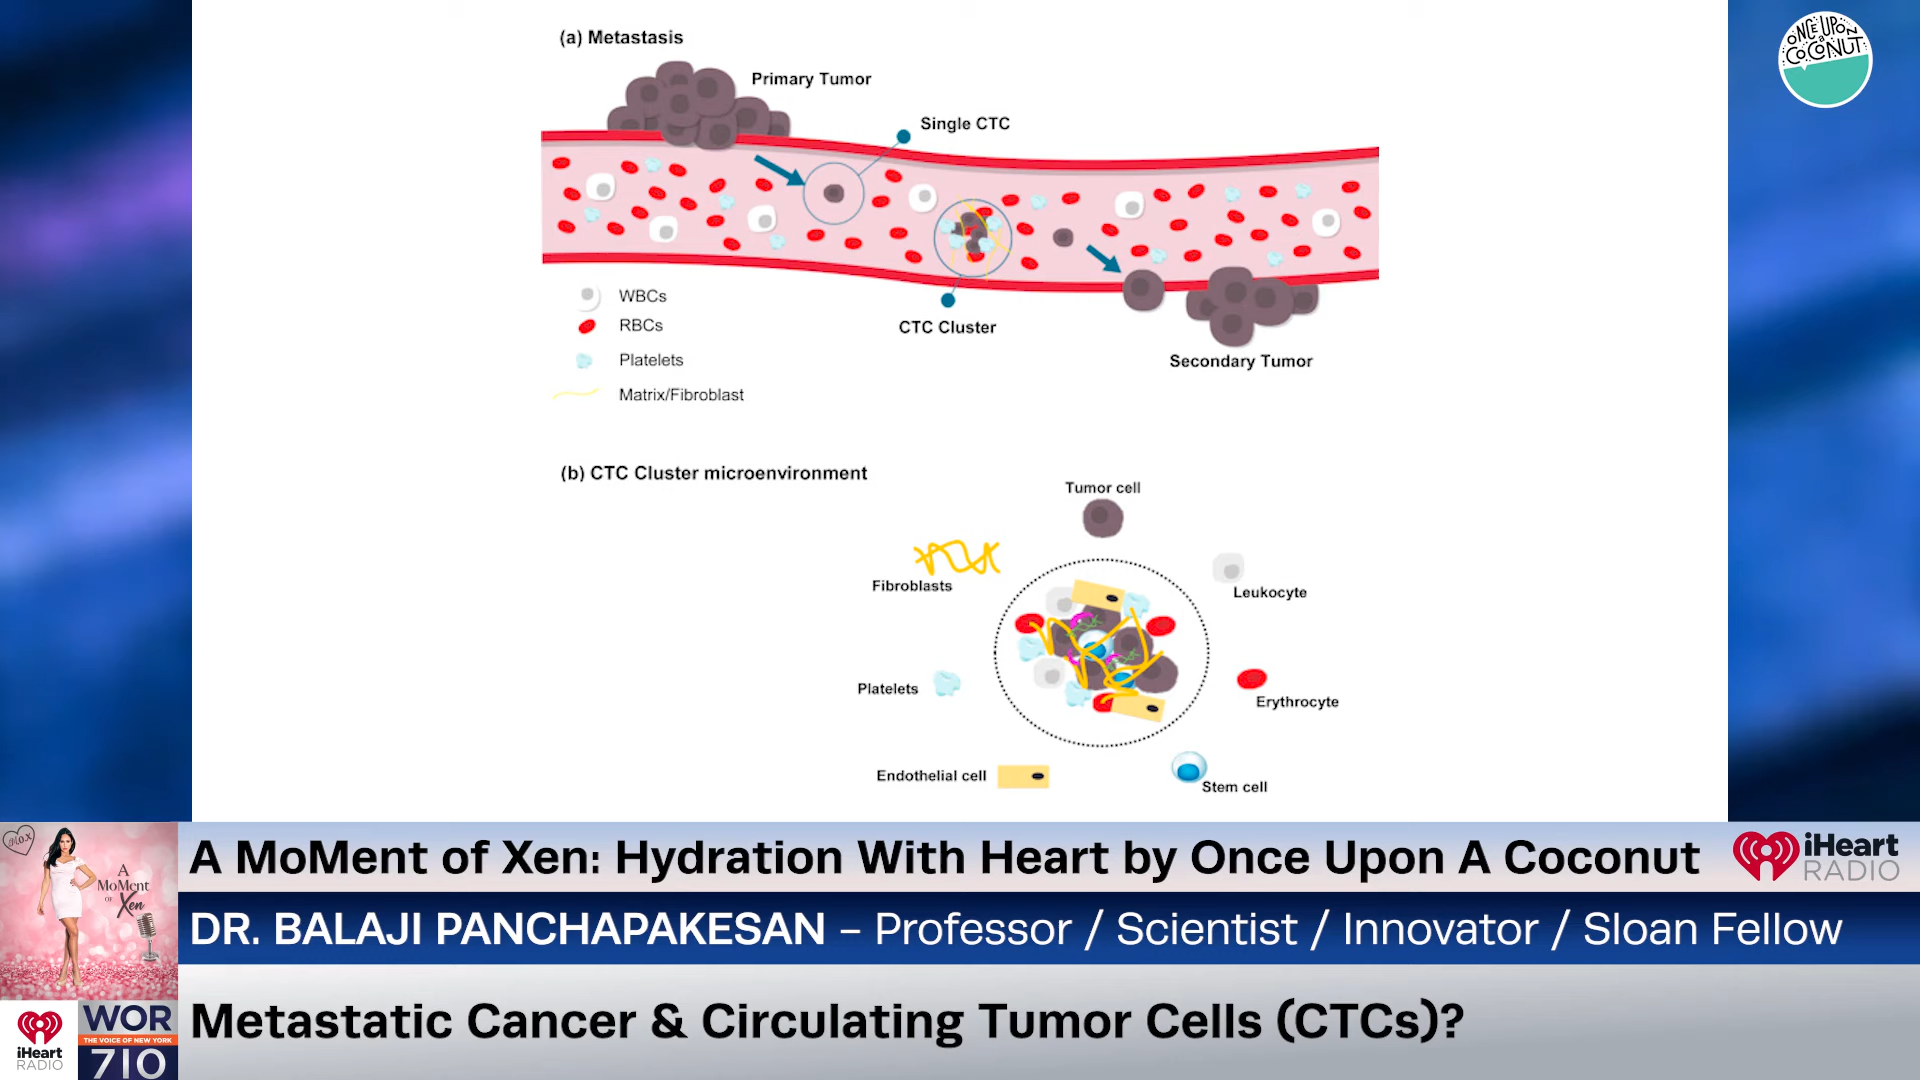 (a) Metastasis
Primary Tumor
Single CTC
CTC Cluster
Secondary Tumor
WBCs
RBCs
Platelets
Matrix/Fibroblast
(b) CTC Cluster microenvironment
Tumor cell
Fibroblasts
Leukocyte
Platelets
Erythrocyte
Endothelial cell
Stem cell
ONCE UPON
a
COCONUT
A MoMent of Xen: Hydration With Heart by Once Upon A Coconut
iHeart
RADIO
DR. BALAJI PANCHAPAKESAN – Professor / Scientist / Innovator / Sloan Fellow
Metastatic Cancer & Circulating Tumor Cells (CTCs)?
M.O.X
A
MoMent
OF Xen
iHeart
RADIO
WOR
THE VOICE OF NEW YORK
710